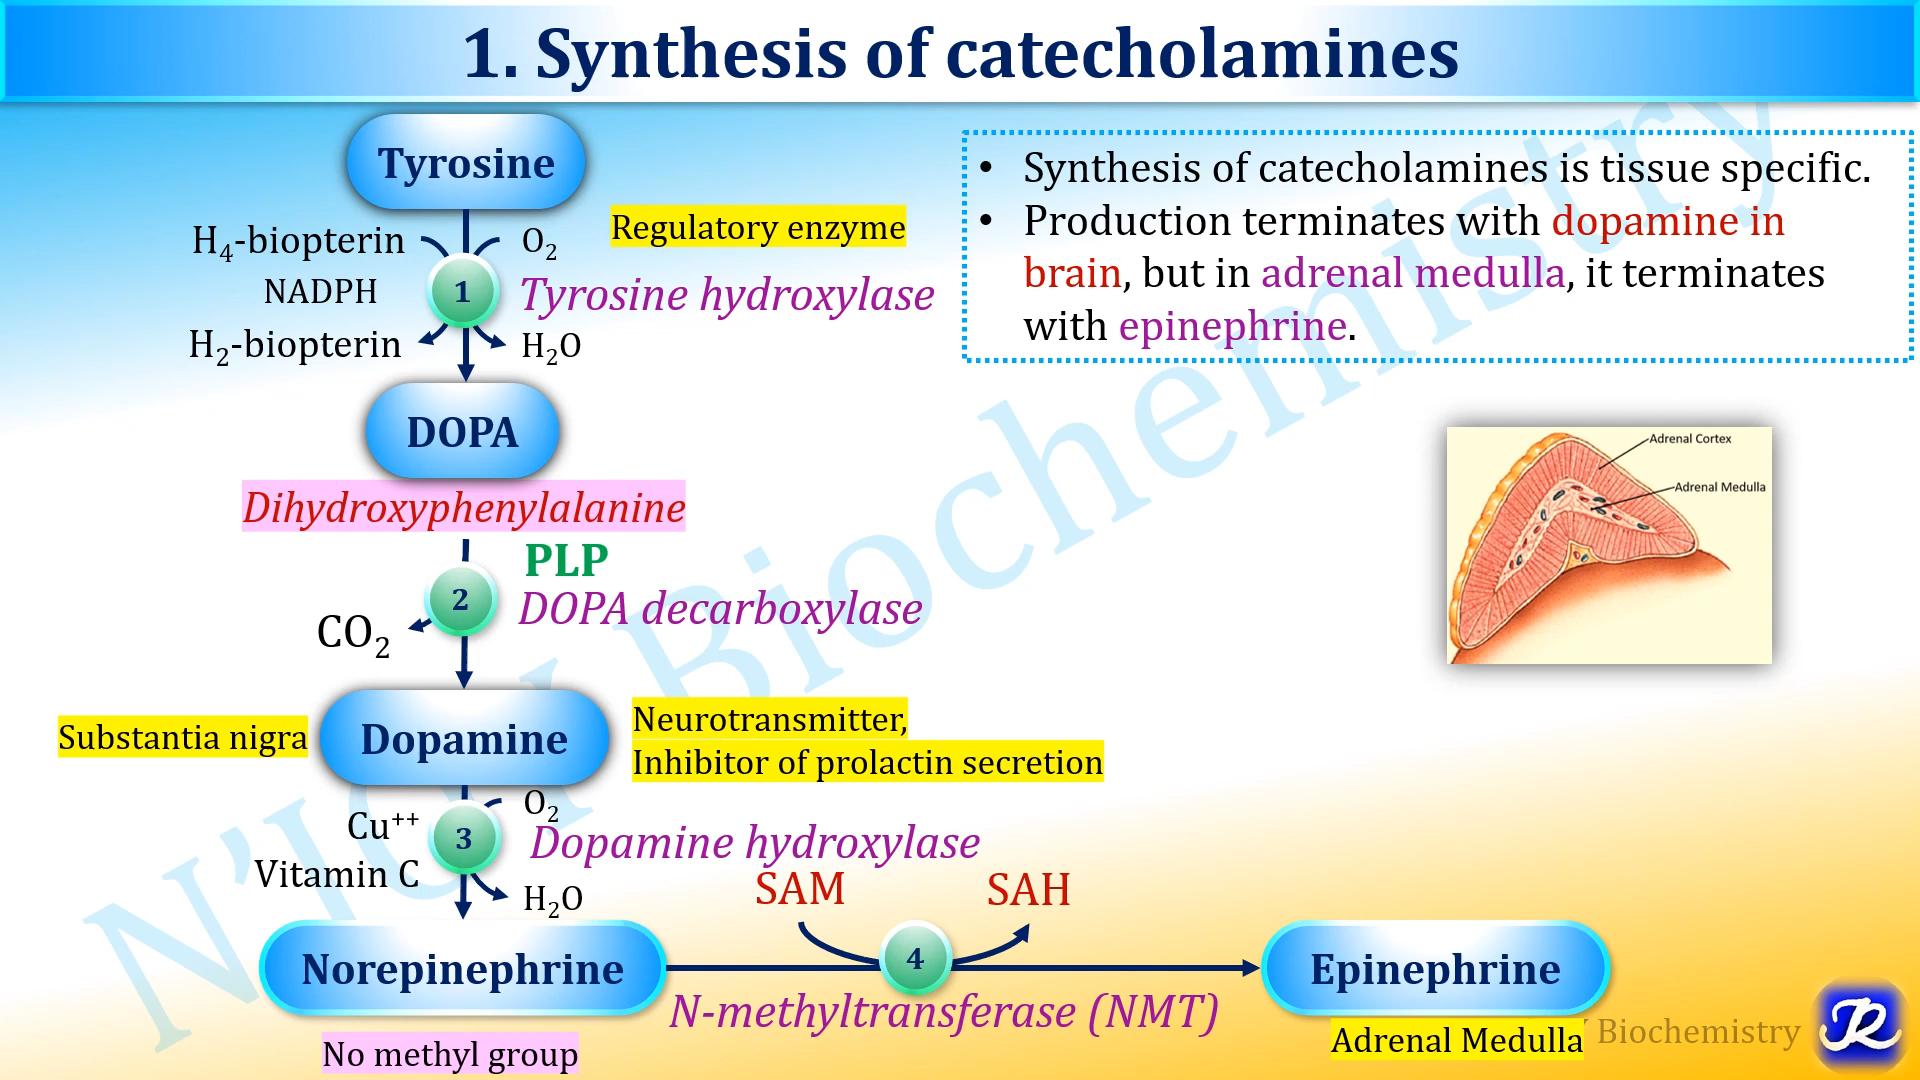 1. Synthesis of catecholamines
Tyrosine
• Synthesis of catecholamines is tissue specific.
• Production terminates with dopamine in
brain, but in adrenal medulla, it terminates
with epinephrine.
Regulatory enzyme
H₄-biopterin
O₂
NADPH
1
Tyrosine hydroxylase
H₂-biopterin
H₂O
DOPA
Dihydroxyphenylalanine
Adrenal Cortex
Adrenal Medulla
PLP
2
DOPA decarboxylase
CO₂
Substantia nigra
Dopamine
Neurotransmitter,
Inhibitor of prolactin secretion
O₂
Cu⁺⁺
3
Dopamine hydroxylase
Vitamin C
H₂O
SAM
SAH
4
Norepinephrine
Epinephrine
N-methyltransferase (NMT)
No methyl group
Adrenal Medulla
Biochemistry
JR
Biochemistry